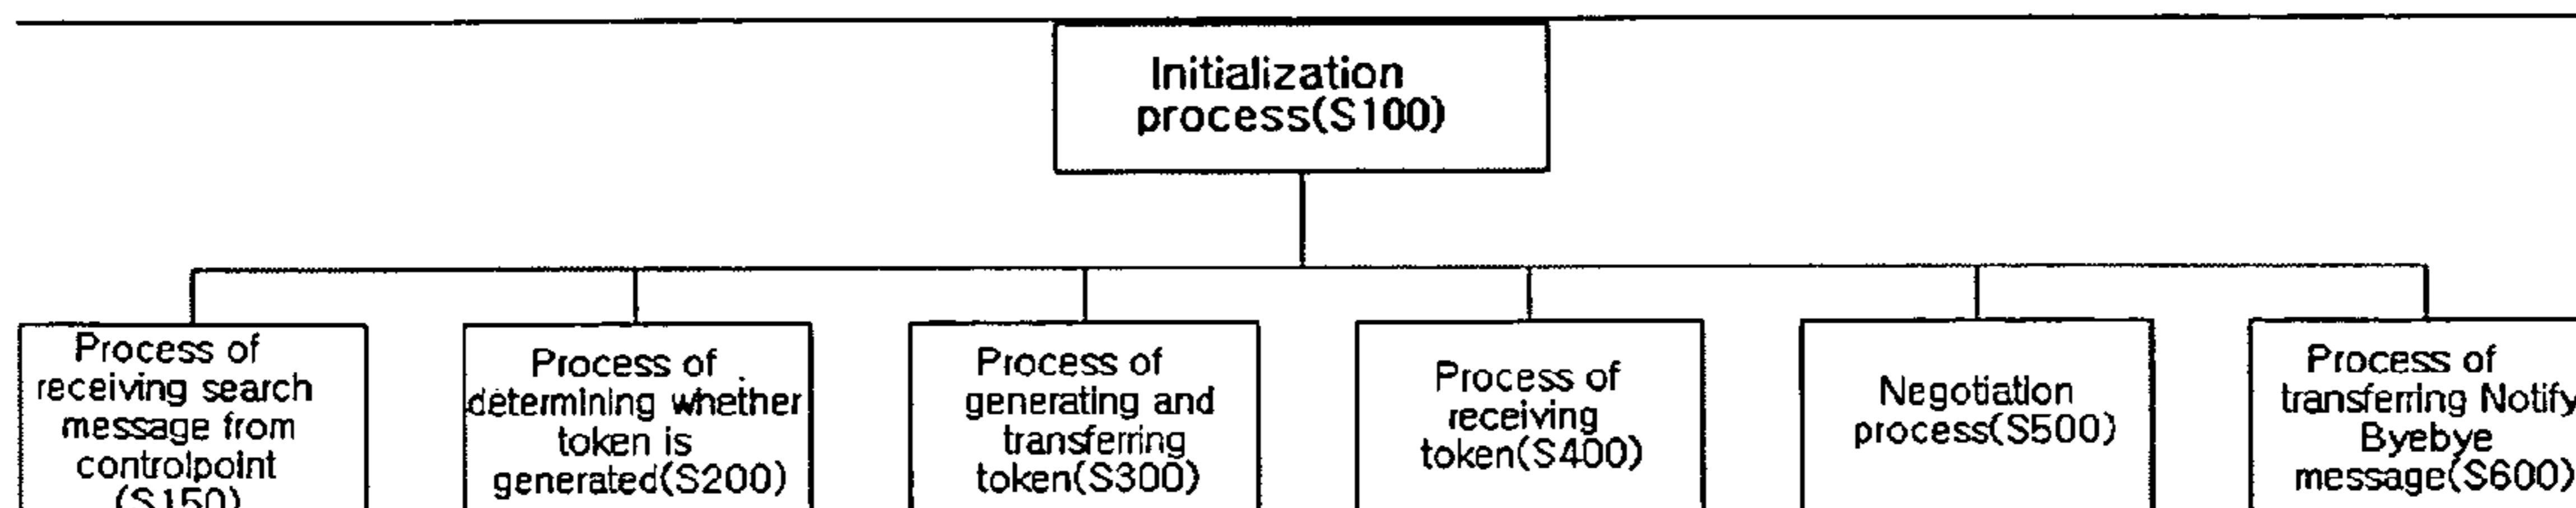 Initialization
process(S100)
Process of
receiving search
message from
controlpoint
(S150)
Process of
determining whether
token is
generated(S200)
Process of
generating and
transferring
token(S300)
Process of
receiving
token(S400)
Negotiation
process(S500)
Process of
transferring Notify
Byebye
message(S600)